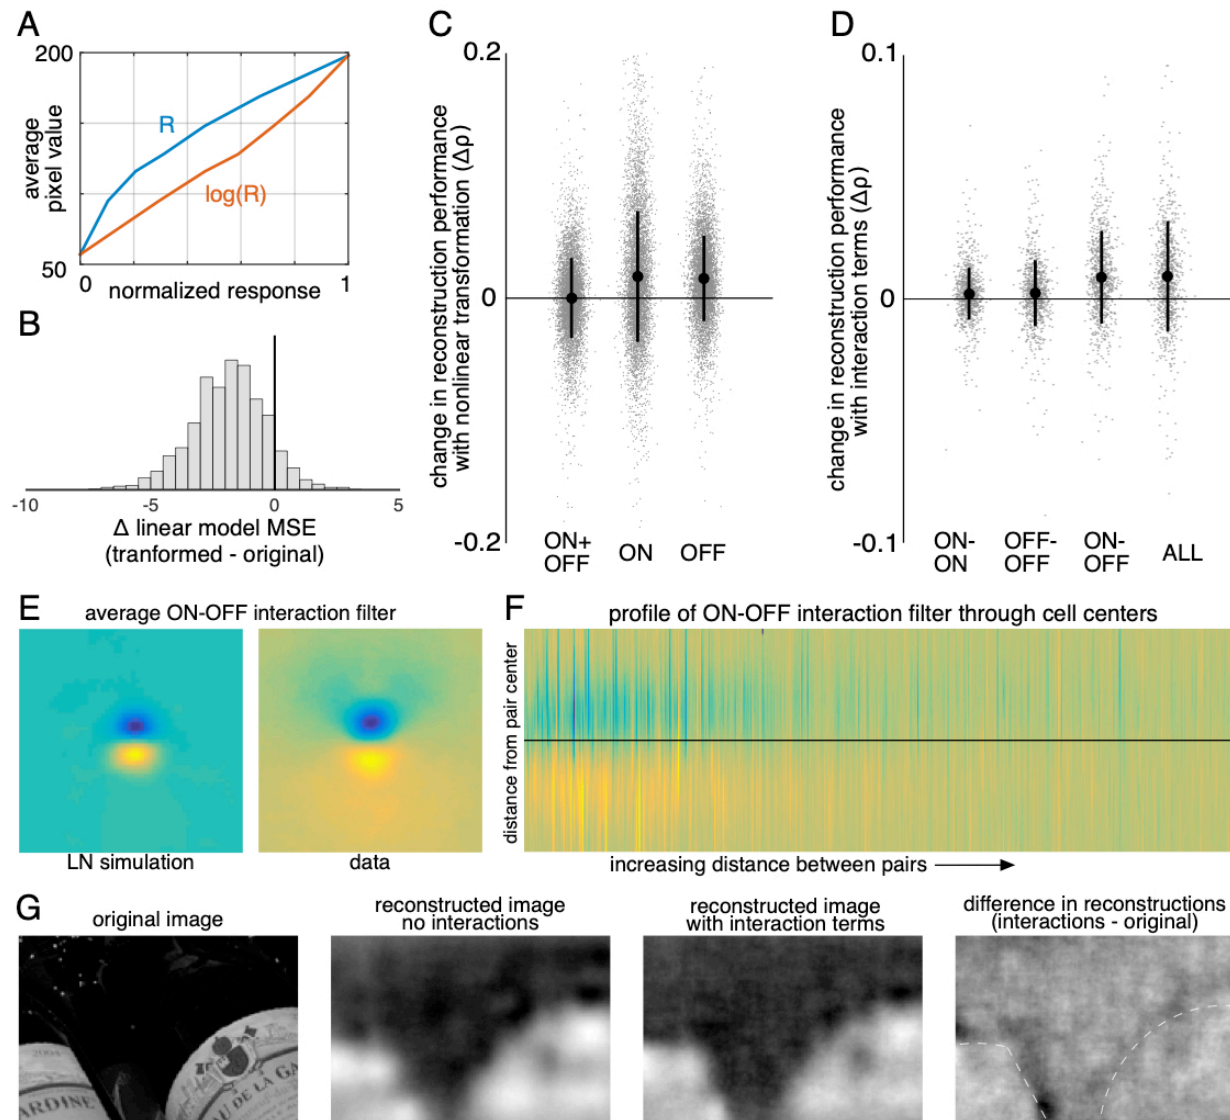 A
200
average
pixel value
R
log(R)
50
0
normalized response
1
B
-10
-5
0
5
Δ linear model MSE
(tranformed - original)
C
0.2
change in reconstruction performance
with nonlinear transformation (Δρ)
0
-0.2
ON+
OFF
ON
OFF
D
0.1
change in reconstruction performance
with interaction terms (Δρ)
0
-0.1
ON-
ON
OFF-
OFF
ON-
OFF
ALL
E
average ON-OFF interaction filter
LN simulation
data
F
profile of ON-OFF interaction filter through cell centers
distance from pair center
increasing distance between pairs
G
original image
ARDINE
AU DE LA GA
reconstructed image
no interactions
reconstructed image
with interaction terms
difference in reconstructions
(interactions - original)